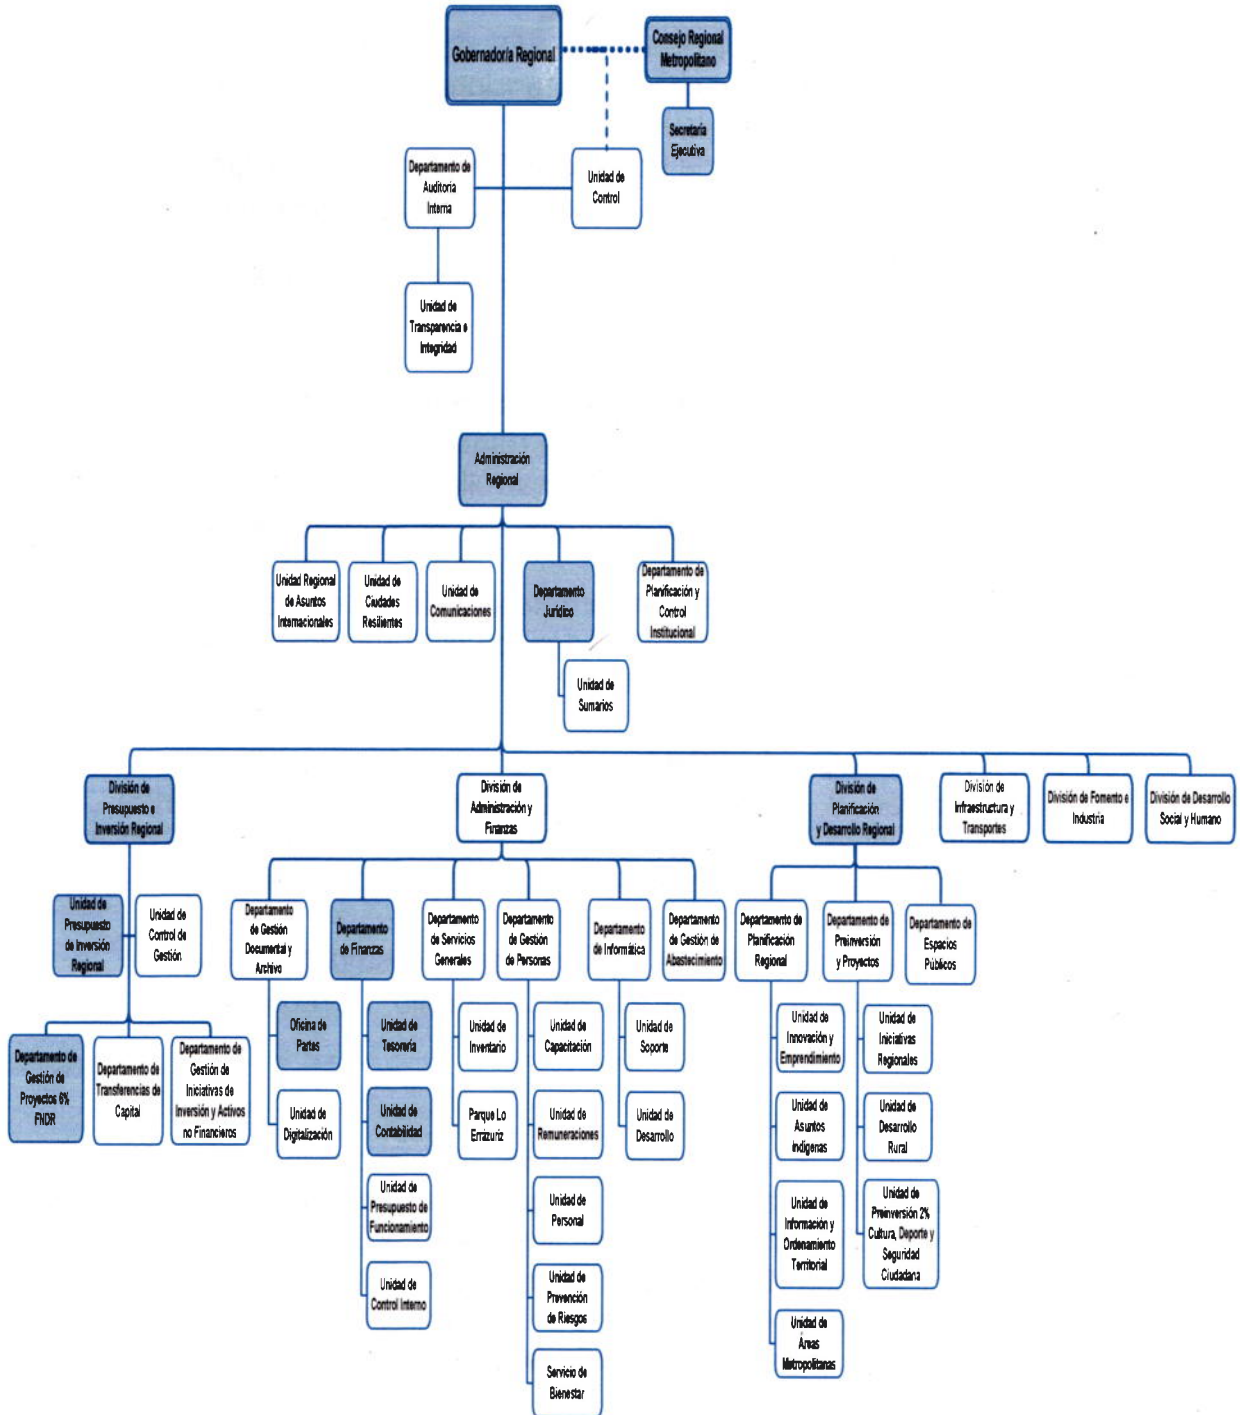 Gobernador/a Regional
Consejo Regional
Metropolitano
Secretaría
Ejecutiva
Departamento de
Auditoria
Interna
Unidad de
Control
Unidad de
Transparencia e
Integridad
Administración
Regional
Unidad Regional
de Asuntos
Internacionales
Unidad de
Ciudades
Resilientes
Unidad de
Comunicaciones
Departamento
Jurídico
Departamento de
Planificación y
Control
Institucional
Unidad de
Sumarios
División de
Presupuesto e
Inversión Regional
División de
Administración y
Finanzas
División de
Planificación
y Desarrollo Regional
División de
Infraestructura y
Transportes
División de Fomento e
Industria
División de Desarrollo
Social y Humano
Unidad de
Presupuesto
de Inversión
Regional
Unidad de
Control de
Gestión
Departamento
de Gestión
Documental y
Archivo
Departamento
de Finanzas
Departamento
de Servicios
Generales
Departamento
de Gestión
de Personas
Departamento
de Informática
Departamento
de Gestión de
Abastecimiento
Departamento de
Planificación
Regional
Departamento de
Preinversión
y Proyectos
Departamento de
Espacios
Públicos
Departamento de
Gestión de
Proyectos 6%
FNDR
Departamento de
Transferencias de
Capital
Departamento de
Gestión de
Iniciativas de
Inversión y Activos
no Financieros
Oficina de
Partes
Unidad de
Digitalización
Unidad de
Tesorería
Unidad de
Contabilidad
Unidad de
Presupuesto de
Funcionamiento
Unidad de
Control Interno
Unidad de
Inventario
Parque Lo
Errazuriz
Unidad de
Capacitación
Unidad de
Remuneraciones
Unidad de
Personal
Unidad de
Prevención
de Riesgos
Servicio de
Bienestar
Unidad de
Soporte
Unidad de
Desarrollo
Unidad de
Innovación y
Emprendimiento
Unidad de
Asuntos
indígenas
Unidad de
Información y
Ordenamiento
Territorial
Unidad de
Áreas
Metropolitanas
Unidad de
Iniciativas
Regionales
Unidad de
Desarrollo
Rural
Unidad de
Preinversión 2%
Cultura, Deporte y
Seguridad
Ciudadana